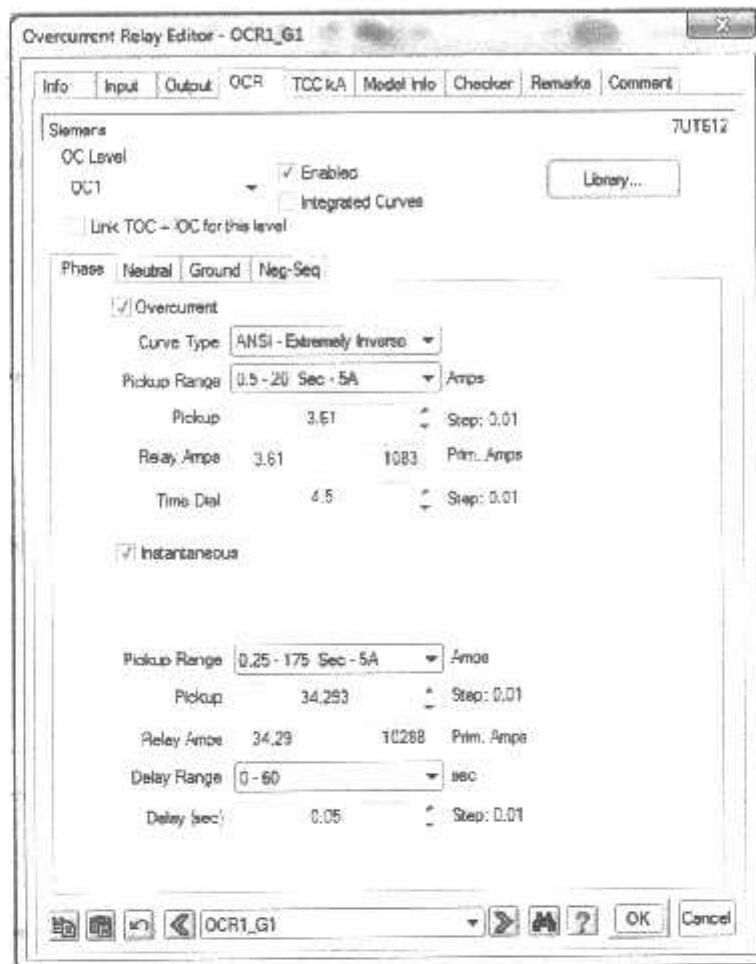 Overcurrent Relay Editor - OCR1_G1
Info Input Output OCR TCC kA Model Info Checker Remarks Comment
Siemens 7UT612
OC Level
OC1
Enabled
Library...
Integrated Curves
Link TOC + IOC for this level
Phase Neutral Ground Neg-Seq
Overcurrent
Curve Type ANSI - Extremely Inverse
Pickup Range 0.5 - 20 Sec - 5A Amps
Pickup 3.61 Step: 0.01
Relay Amps 3.61 1083 Prim. Amps
Time Dial 4.5 Step: 0.01
Instantaneous
Pickup Range 0.25 - 175 Sec - 5A Amps
Pickup 34.293 Step: 0.01
Relay Amps 34.29 10288 Prim. Amps
Delay Range 0 - 60 sec
Delay (sec) 0.05 Step: 0.01
OCR1_G1 ? OK Cancel